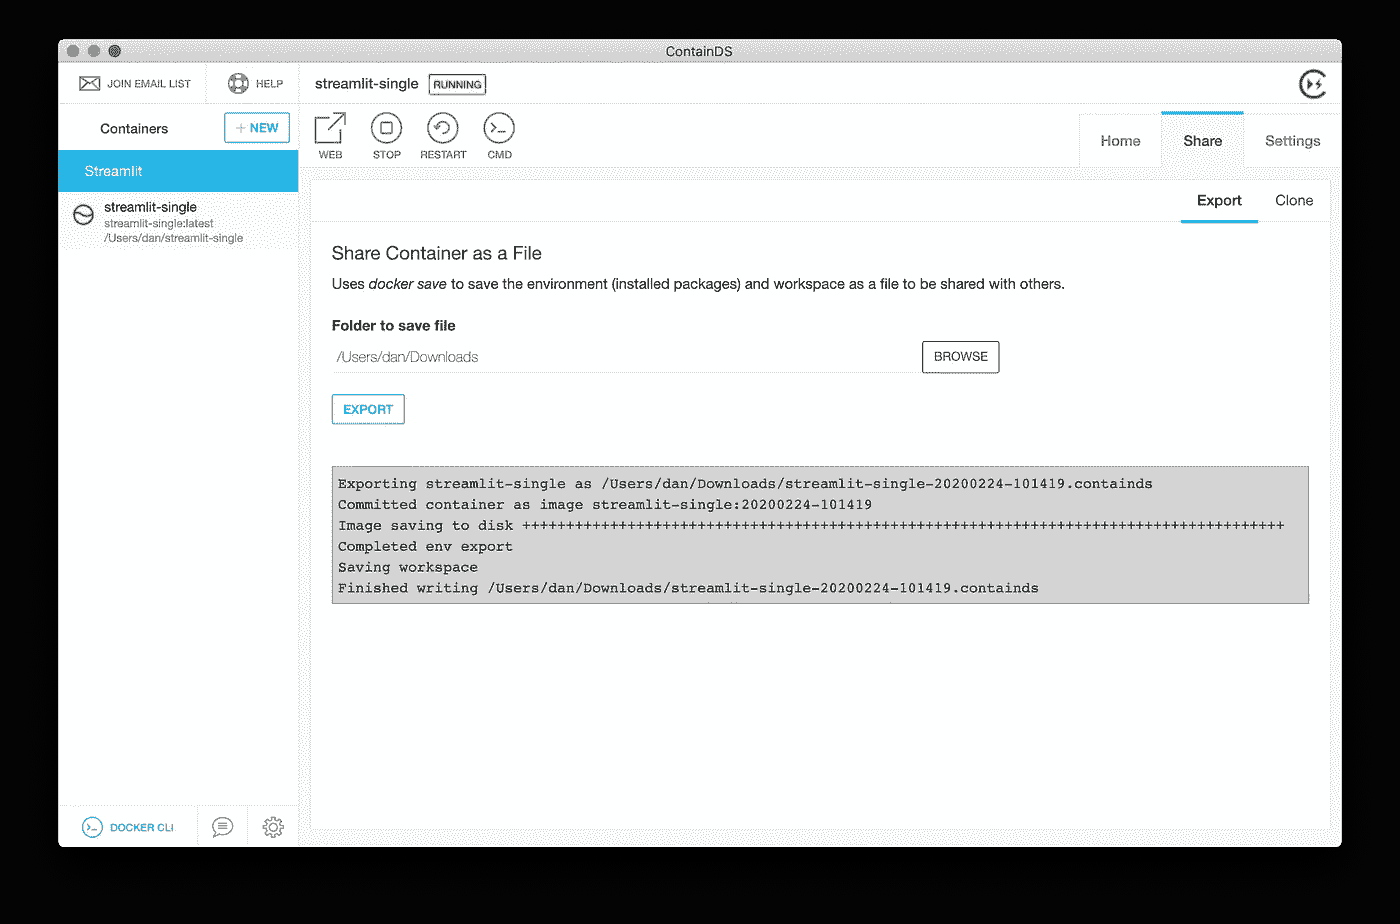 ContainDS
JOIN EMAIL LIST
HELP
streamlit-single RUNNING
Containers
+ NEW
WEB
STOP
RESTART
CMD
Home
Share
Settings
Streamlit
streamlit-single
streamlit-single:latest
/Users/dan/streamlit-single
Export
Clone
Share Container as a File
Uses docker save to save the environment (installed packages) and workspace as a file to be shared with others.
Folder to save file
/Users/dan/Downloads
BROWSE
EXPORT
Exporting streamlit-single as /Users/dan/Downloads/streamlit-single-20200224-101419.containds
Committed container as image streamlit-single:20200224-101419
Image saving to disk +++++++++++++++++++++++++++++++++++++++++++++++++++++++++++++++++++++++++++++++++++++++
Completed env export
Saving workspace
Finished writing /Users/dan/Downloads/streamlit-single-20200224-101419.containds
DOCKER CLI